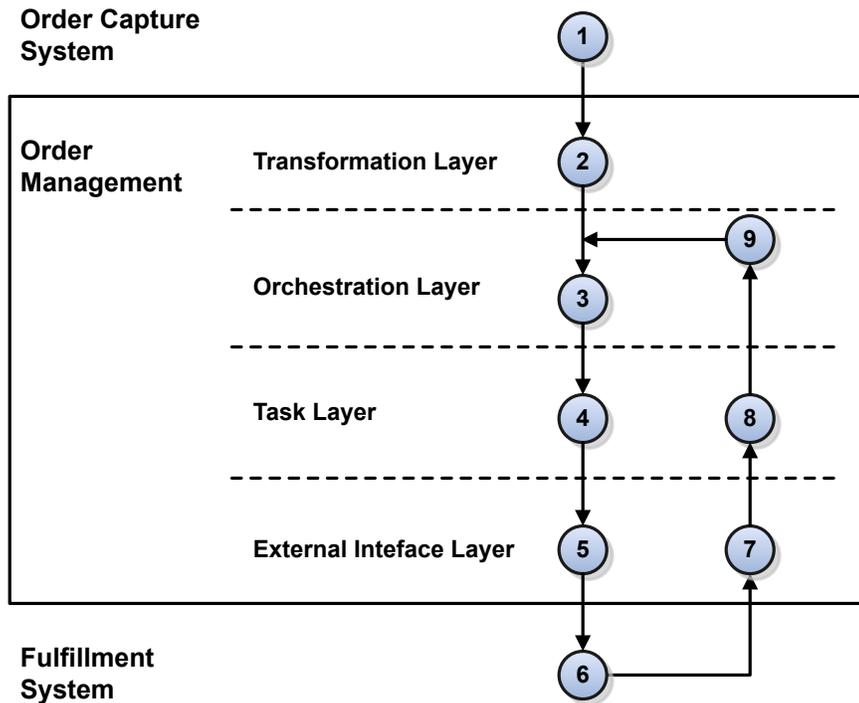 Order Capture
System
1
Order
Management
Transformation Layer
2
9
Orchestration Layer
3
Task Layer
4
8
External Inteface Layer
5
7
Fulfillment
System
6